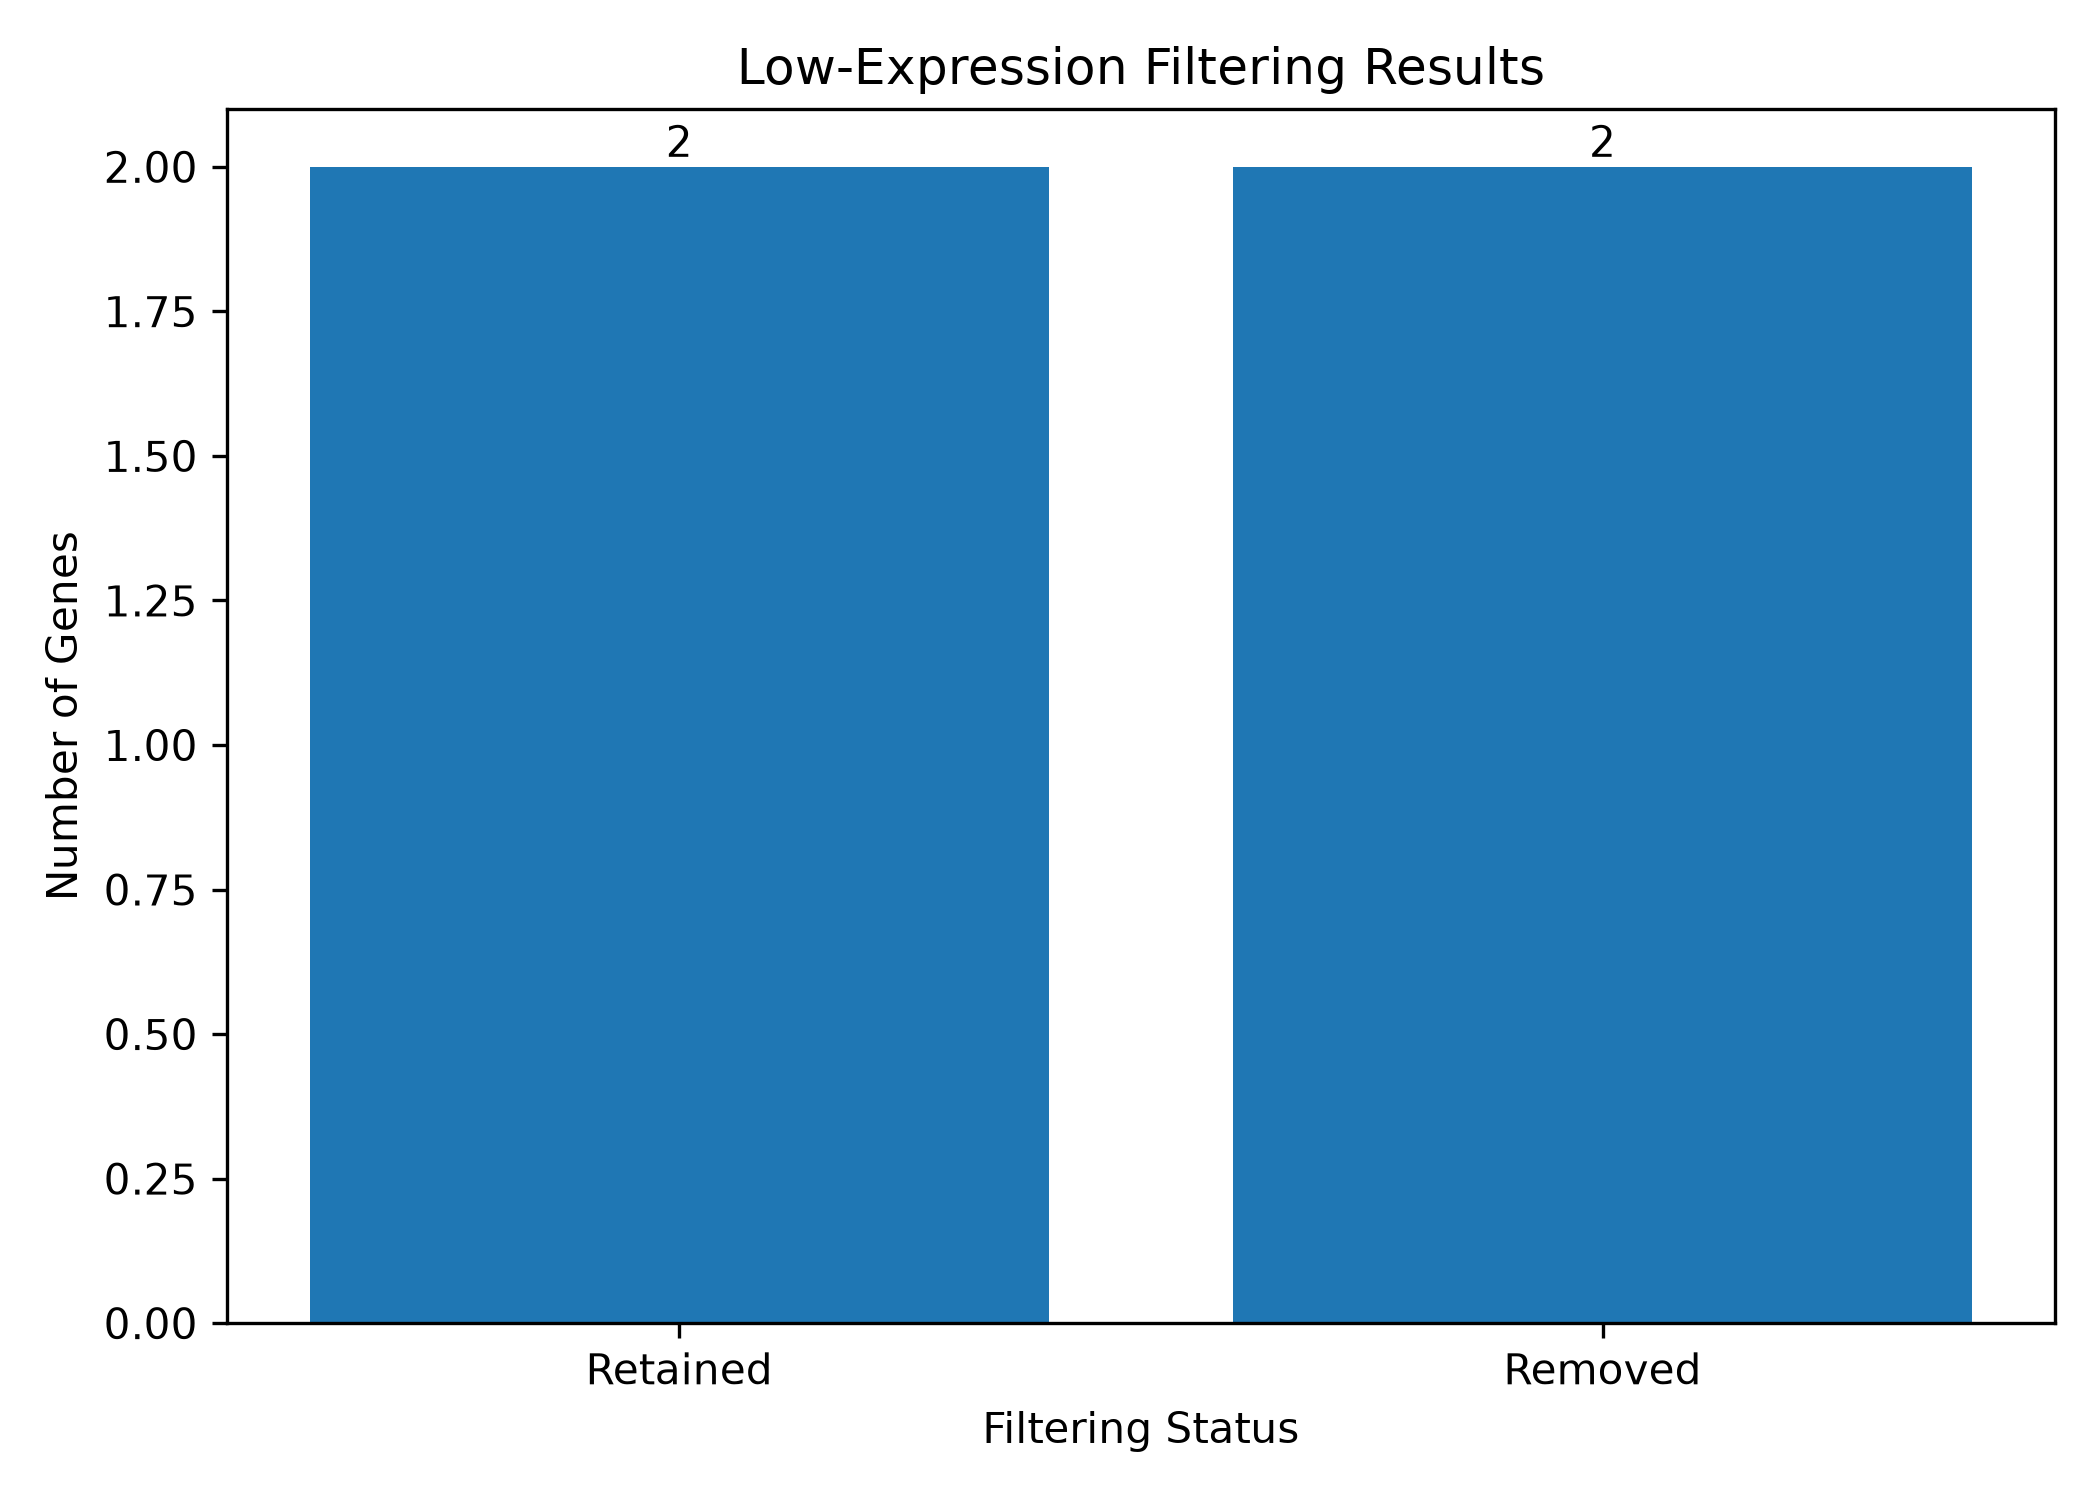 Low-Expression Filtering Results
2
2
2.00
1.75
1.50
1.25
1.00
0.75
0.50
0.25
0.00
Number of Genes
Retained
Removed
Filtering Status